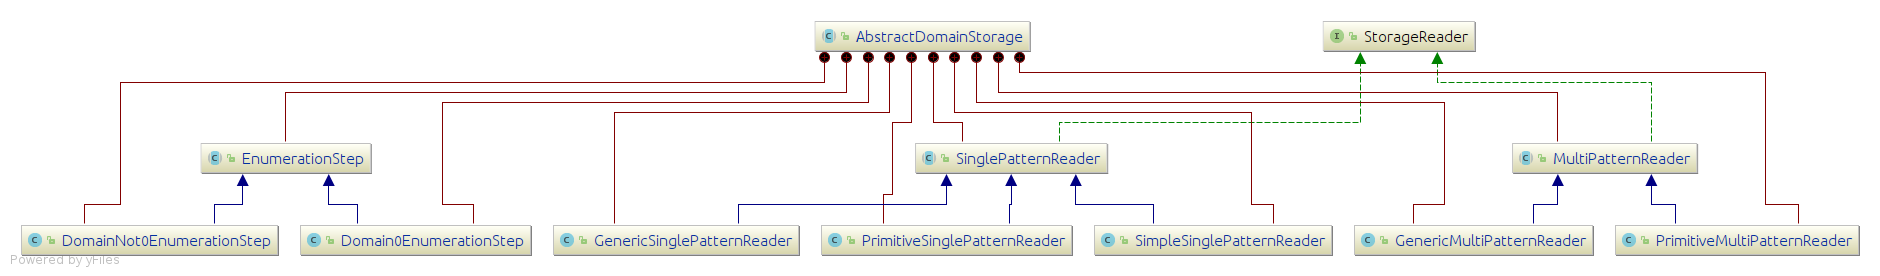 AbstractDomainStorage
StorageReader
EnumerationStep
SinglePatternReader
MultiPatternReader
DomainNot0EnumerationStep
Domain0EnumerationStep
GenericSinglePatternReader
PrimitiveSinglePatternReader
SimpleSinglePatternReader
GenericMultiPatternReader
PrimitiveMultiPatternReader
Powered by yFiles